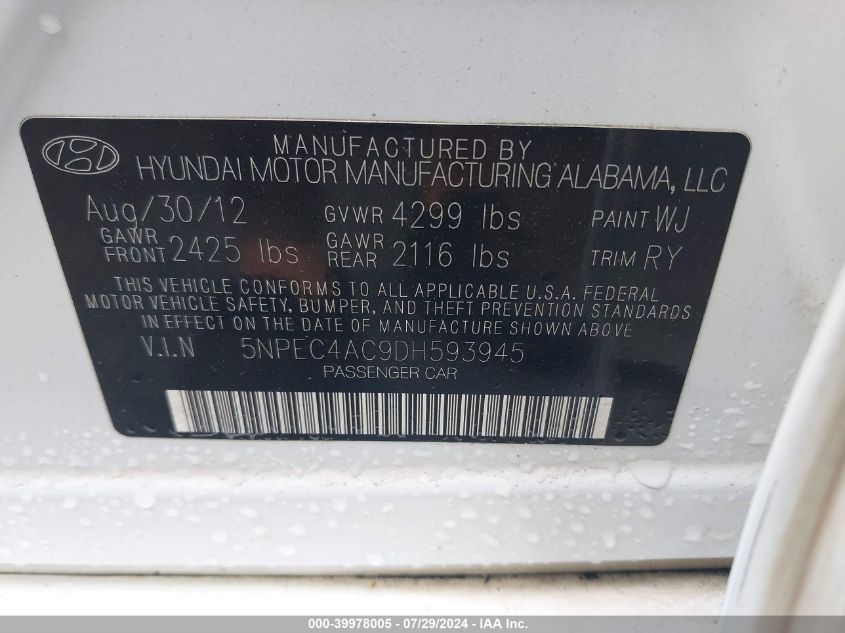 MANUFACTURED BY
HYUNDAI MOTOR MANUFACTURING ALABAMA, LLC
Aug/30/12 GVWR 4299 lbs PAINT WJ
GAWR FRONT 2425 lbs GAWR REAR 2116 lbs TRIM RY
THIS VEHICLE CONFORMS TO ALL APPLICABLE U.S.A. FEDERAL
MOTOR VEHICLE SAFETY, BUMPER, AND THEFT PREVENTION STANDARDS
IN EFFECT ON THE DATE OF MANUFACTURE SHOWN ABOVE
V.I.N 5NPEC4AC9DH593945
PASSENGER CAR
000-39978005 - 07/29/2024 - IAA Inc.